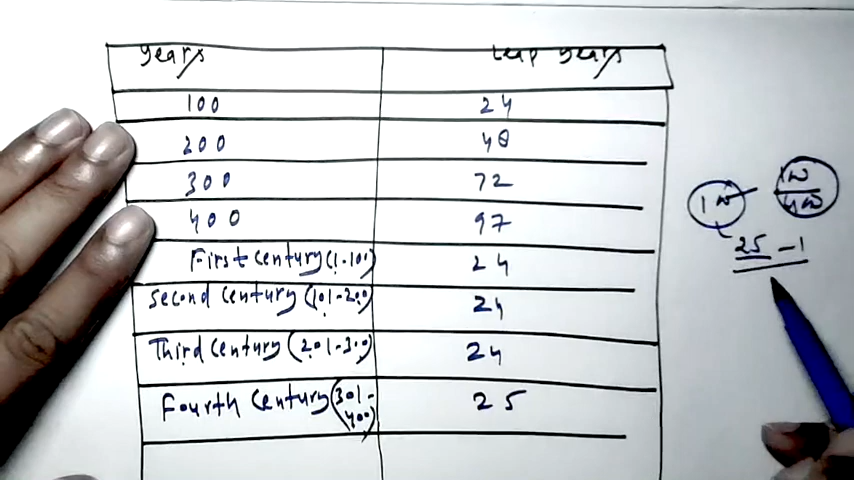 years leap years
100 24
200 48
300 72
400 97
First century (1-100) 24
Second century (101-200) 24
Third century (201-300) 24
Fourth century (301-400) 25
100
100
400
25-1